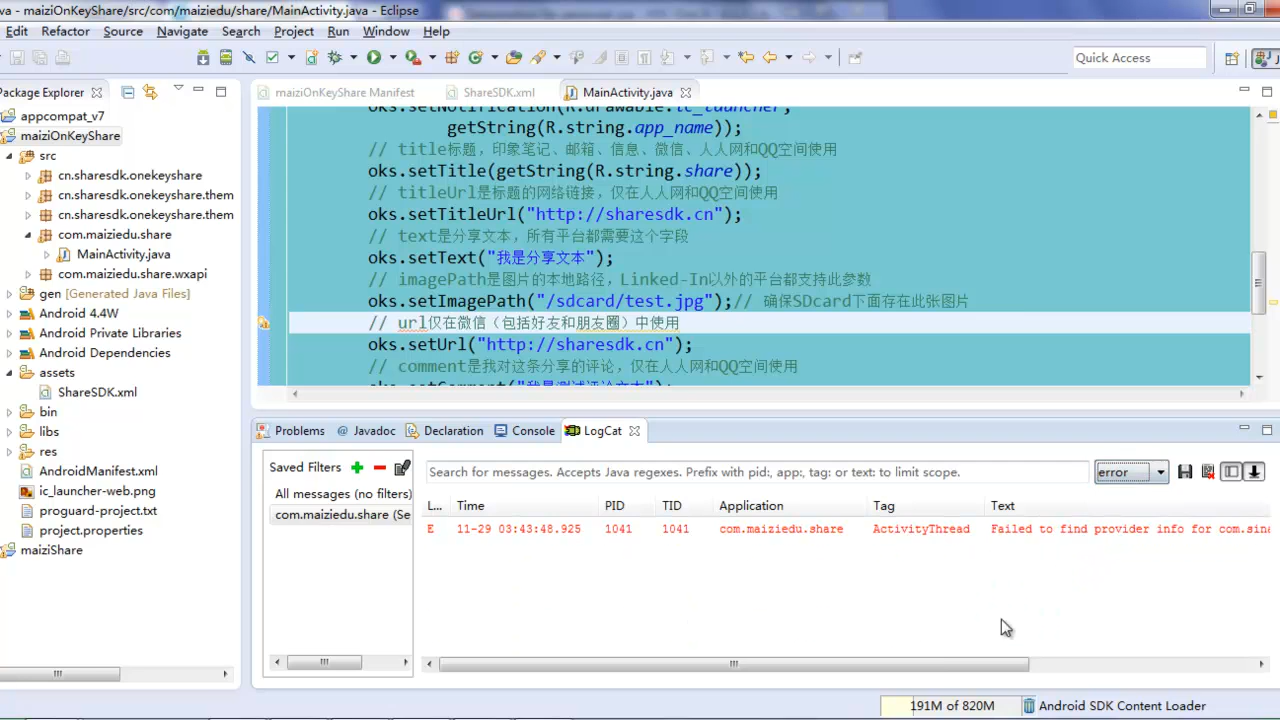 va - maiziOnKeyShare/src/com/maiziedu/share/MainActivity.java - Eclipse
Edit Refactor Source Navigate Search Project Run Window Help
Quick Access
Package Explorer
maiziOnKeyShare Manifest ShareSDK.xml MainActivity.java
appcompat_v7
maiziOnKeyShare
src
cn.sharesdk.onekeyshare
cn.sharesdk.onekeyshare.them
cn.sharesdk.onekeyshare.them
com.maiziedu.share
MainActivity.java
com.maiziedu.share.wxapi
gen [Generated Java Files]
Android 4.4W
Android Private Libraries
Android Dependencies
assets
ShareSDK.xml
bin
libs
res
AndroidManifest.xml
ic_launcher-web.png
proguard-project.txt
project.properties
maiziShare
oks.setNotification(R.drawable.ic_launcher,
getString(R.string.app_name));
// title标题，印象笔记、邮箱、信息、微信、人人网和QQ空间使用
oks.setTitle(getString(R.string.share));
// titleUrl是标题的网络链接，仅在人人网和QQ空间使用
oks.setTitleUrl("http://sharesdk.cn");
// text是分享文本，所有平台都需要这个字段
oks.setText("我是分享文本");
// imagePath是图片的本地路径，Linked-In以外的平台都支持此参数
oks.setImagePath("/sdcard/test.jpg");// 确保SDcard下面存在此张图片
// url仅在微信（包括好友和朋友圈）中使用
oks.setUrl("http://sharesdk.cn");
// comment是我对这条分享的评论，仅在人人网和QQ空间使用
oks.setComment("我是测试评论文本");
Problems @ Javadoc Declaration Console LogCat
Saved Filters
All messages (no filters)
com.maiziedu.share (Se
Search for messages. Accepts Java regexes. Prefix with pid:, app:, tag: or text: to limit scope.
error
L... Time PID TID Application Tag Text
E 11-29 03:43:48.925 1041 1041 com.maiziedu.share ActivityThread Failed to find provider info for com.sina
191M of 820M
Android SDK Content Loader